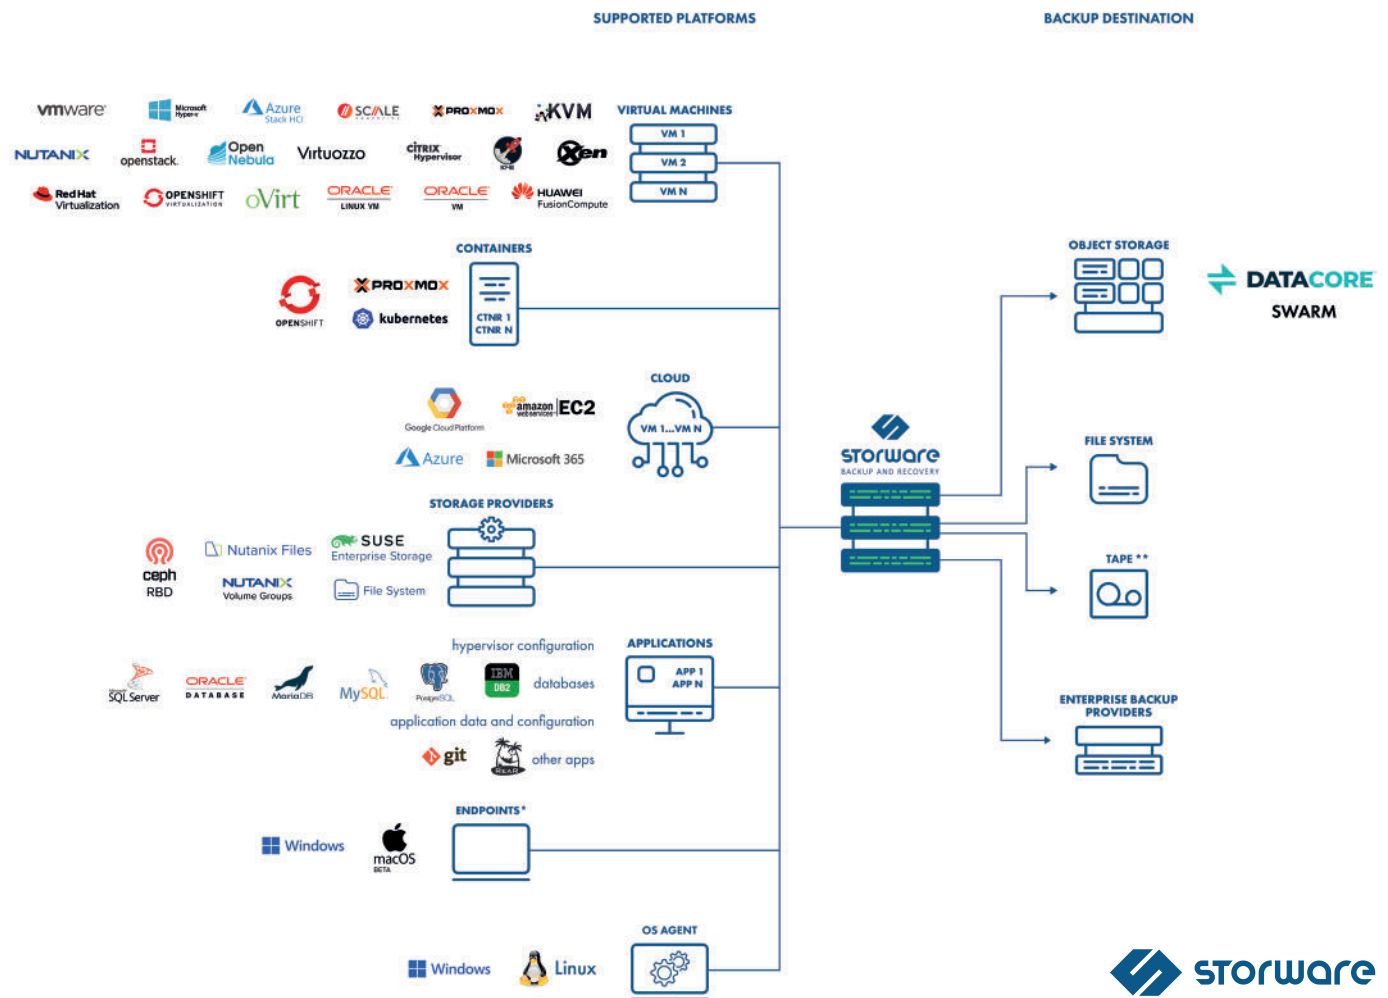 SUPPORTED PLATFORMS
BACKUP DESTINATION
VIRTUAL MACHINES
VM 1
VM 2
VM N
vmware
Microsoft
Hyper-v
Azure
Stack HCI
SCALE
COMPUTING
PROXMOX
KVM
NUTANIX
openstack.
Open
Nebula
Virtuozzo
CITRIX
Hypervisor
XCP-ng
Xen
Red Hat
Virtualization
OPENSHIFT
VIRTUALIZATION
oVirt
ORACLE
LINUX VM
ORACLE
VM
HUAWEI
FusionCompute
CONTAINERS
CTNR 1
CTNR N
OPENSHIFT
PROXMOX
kubernetes
CLOUD
VM 1...VM N
Google Cloud Platform
amazon
webservices
EC2
Azure
Microsoft 365
STORAGE PROVIDERS
ceph
RBD
Nutanix Files
SUSE
Enterprise Storage
NUTANIX
Volume Groups
File System
APPLICATIONS
APP 1
APP N
hypervisor configuration
Microsoft
SQL Server
ORACLE
DATABASE
MariaDB
MySQL
PostgreSQL
IBM
DB2
databases
application data and configuration
git
REAR
other apps
ENDPOINTS*
Windows
macOS
BETA
OS AGENT
Windows
Linux
STORWARE
BACKUP AND RECOVERY
OBJECT STORAGE
DATACORE
SWARM
FILE SYSTEM
TAPE **
ENTERPRISE BACKUP
PROVIDERS
STORWARE